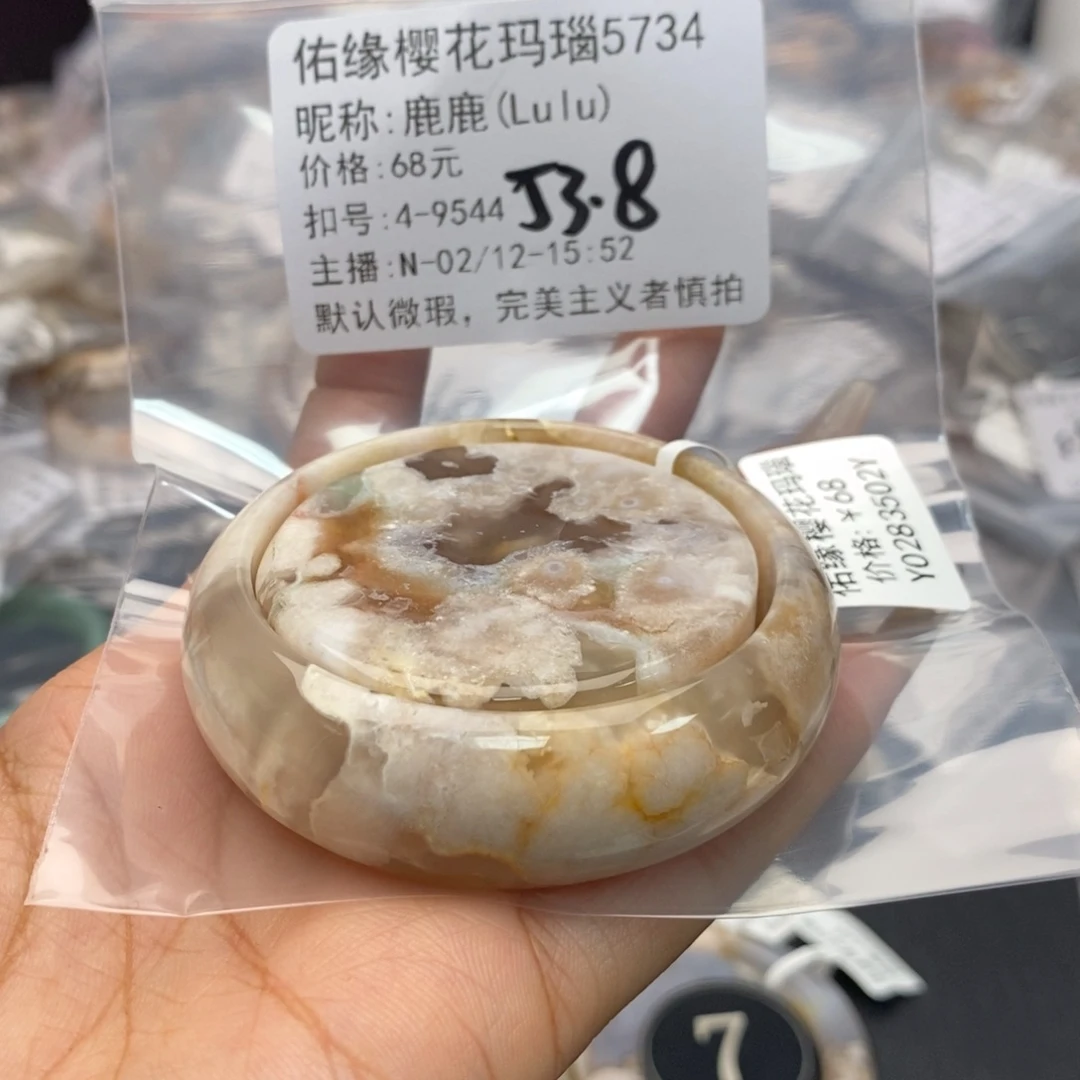 佑缘樱花玛瑙5734
昵称:鹿鹿(Lulu)
价格:68元
扣号:4-9544
53.8
主播:N-02/12-15:52
默认微瑕，完美主义者慎拍
佑缘樱花玛瑙
价格:¥68
Y02835502Y
7